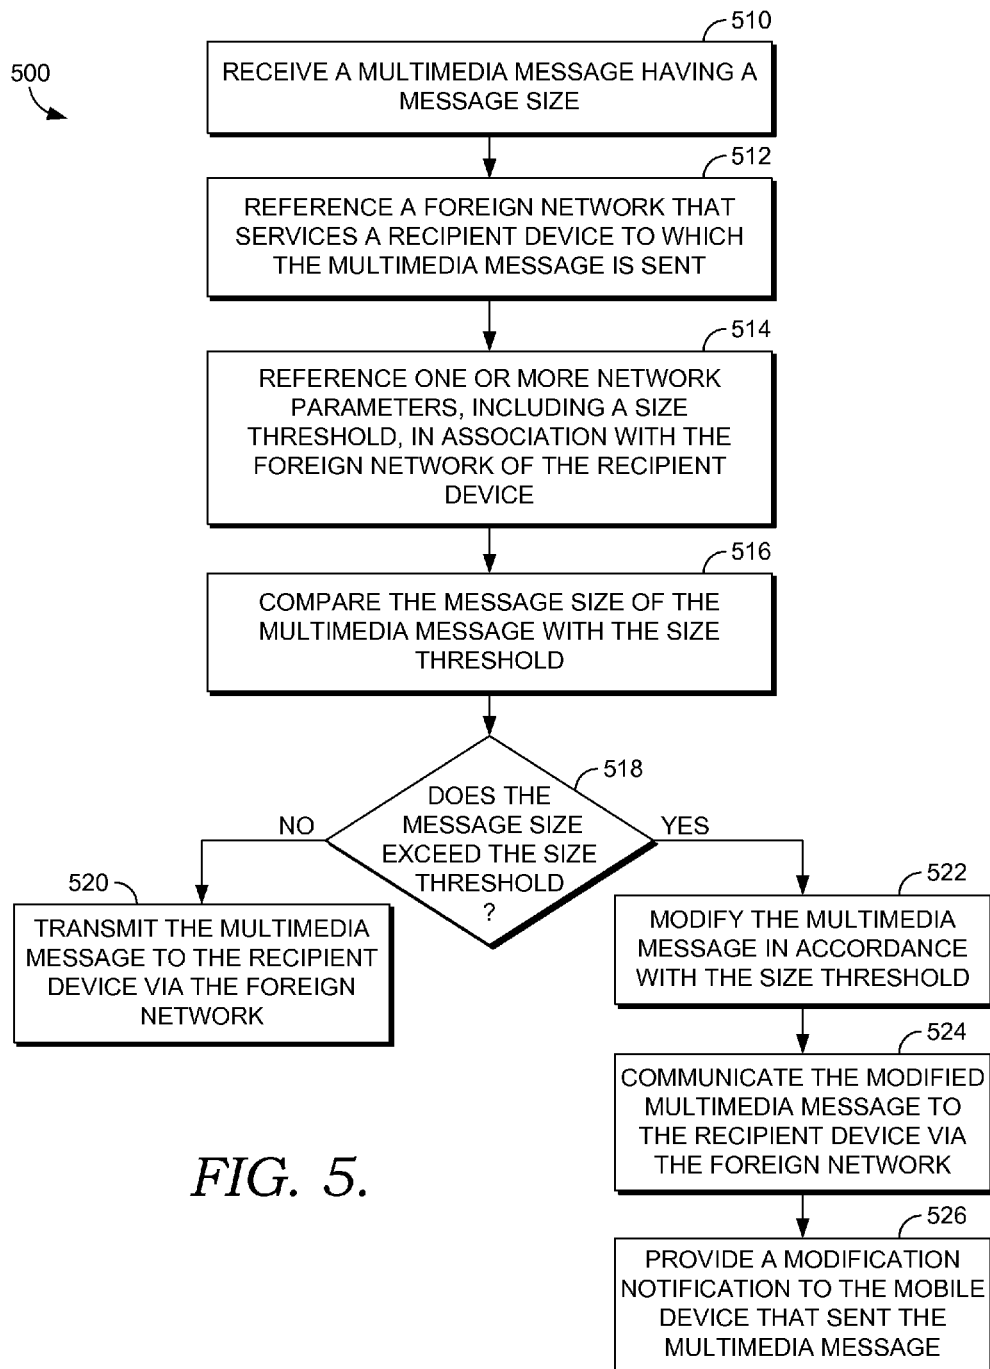 500
510
RECEIVE A MULTIMEDIA MESSAGE HAVING A
MESSAGE SIZE
512
REFERENCE A FOREIGN NETWORK THAT
SERVICES A RECIPIENT DEVICE TO WHICH
THE MULTIMEDIA MESSAGE IS SENT
514
REFERENCE ONE OR MORE NETWORK
PARAMETERS, INCLUDING A SIZE
THRESHOLD, IN ASSOCIATION WITH THE
FOREIGN NETWORK OF THE RECIPIENT
DEVICE
516
COMPARE THE MESSAGE SIZE OF THE
MULTIMEDIA MESSAGE WITH THE SIZE
THRESHOLD
518
DOES THE
MESSAGE SIZE
EXCEED THE SIZE
THRESHOLD
?
NO
YES
520
TRANSMIT THE MULTIMEDIA
MESSAGE TO THE RECIPIENT
DEVICE VIA THE FOREIGN
NETWORK
522
MODIFY THE MULTIMEDIA
MESSAGE IN ACCORDANCE
WITH THE SIZE THRESHOLD
524
COMMUNICATE THE MODIFIED
MULTIMEDIA MESSAGE TO
THE RECIPIENT DEVICE VIA
THE FOREIGN NETWORK
526
PROVIDE A MODIFICATION
NOTIFICATION TO THE MOBILE
DEVICE THAT SENT THE
MULTIMEDIA MESSAGE
FIG. 5.